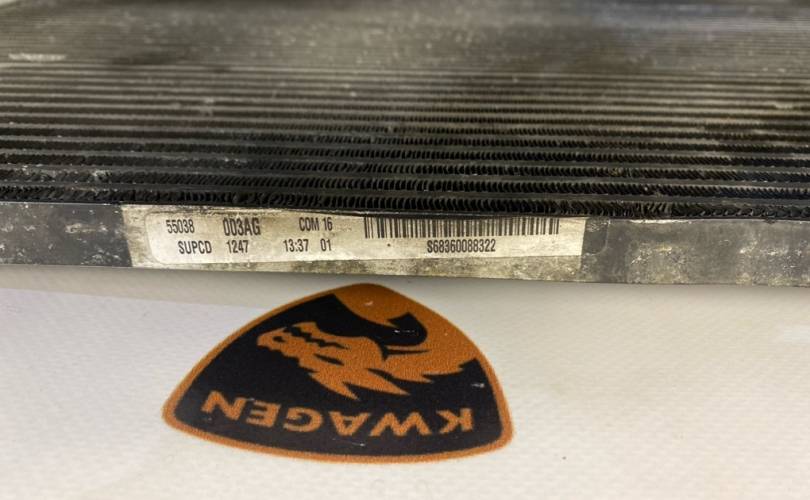 55038 003AG COM 16
SUPCD 1247 13:37 01
S68360088322
KWAGEN